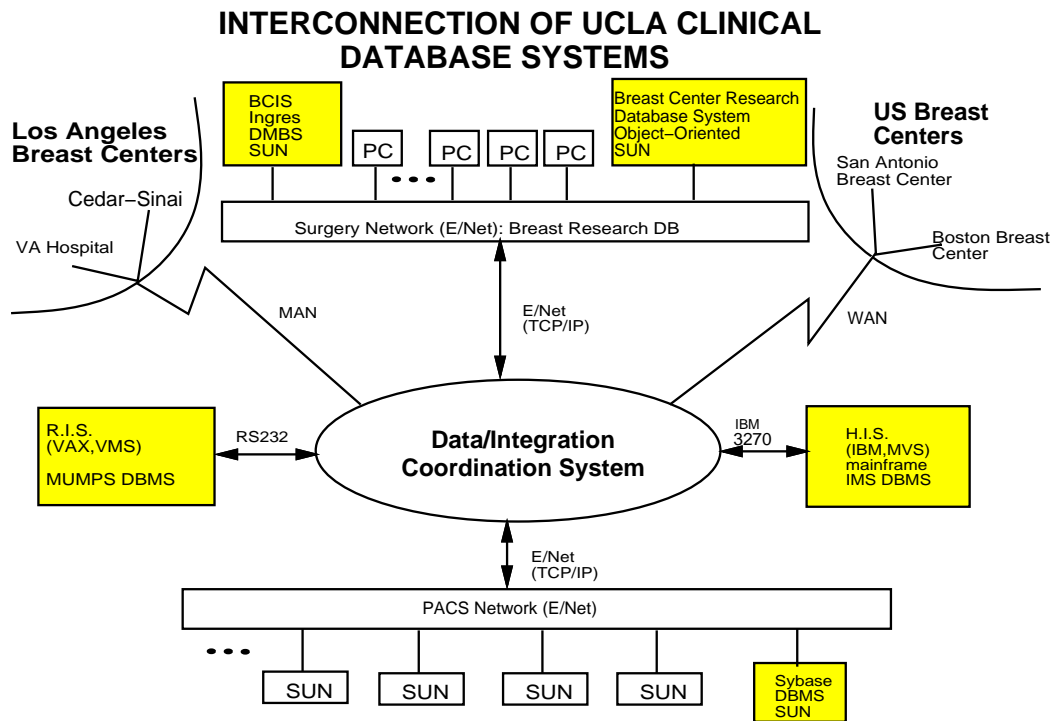 INTERCONNECTION OF UCLA CLINICAL
DATABASE SYSTEMS
Los Angeles
Breast Centers
Cedar–Sinai
VA Hospital
BCIS
Ingres
DMBS
SUN
PC
PC
PC
PC
Breast Center Research
Database System
Object–Oriented
SUN
US Breast
Centers
San Antonio
Breast Center
Boston Breast
Center
Surgery Network (E/Net): Breast Research DB
MAN
E/Net
(TCP/IP)
WAN
R.I.S.
(VAX,VMS)
MUMPS DBMS
RS232
Data/Integration
Coordination System
IBM
3270
H.I.S.
(IBM,MVS)
mainframe
IMS DBMS
E/Net
(TCP/IP)
PACS Network (E/Net)
SUN
SUN
SUN
SUN
Sybase
DBMS
SUN